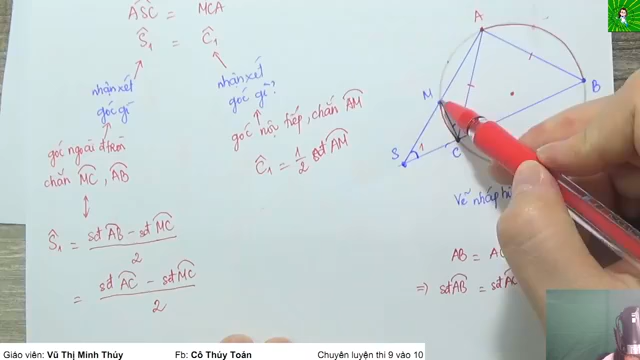 ASC = MCA
Ŝ₁ = Ĉ₁
nhận xét
góc gì
nhận xét
góc gì?
góc ngoài đtròn
chắn MC, AB
góc nội tiếp, chắn AM
Ĉ₁ = 1/2 sđ AM
Ŝ₁ = (sđ AB - sđ MC) / 2
= (sđ AC - sđ MC) / 2
A
B
M
S
1
C
Vẽ nháp
AB =
⇒ sđ AB = sđ AC
Giáo viên: Vũ Thị Minh Thúy
Fb: Cô Thúy Toán
Chuyên luyện thi 9 vào 10